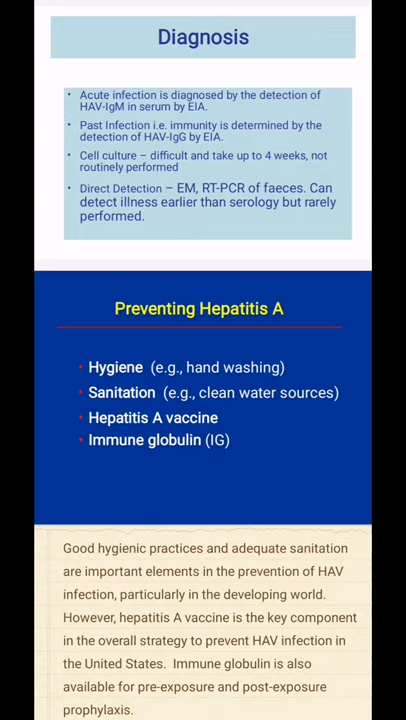 Diagnosis
• Acute infection is diagnosed by the detection of
HAV-IgM in serum by EIA.
• Past Infection i.e. immunity is determined by the
detection of HAV-IgG by EIA.
• Cell culture – difficult and take up to 4 weeks, not
routinely performed
• Direct Detection – EM, RT-PCR of faeces. Can
detect illness earlier than serology but rarely
performed.
Preventing Hepatitis A
• Hygiene (e.g., hand washing)
• Sanitation (e.g., clean water sources)
• Hepatitis A vaccine
• Immune globulin (IG)
Good hygienic practices and adequate sanitation
are important elements in the prevention of HAV
infection, particularly in the developing world.
However, hepatitis A vaccine is the key component
in the overall strategy to prevent HAV infection in
the United States. Immune globulin is also
available for pre-exposure and post-exposure
prophylaxis.